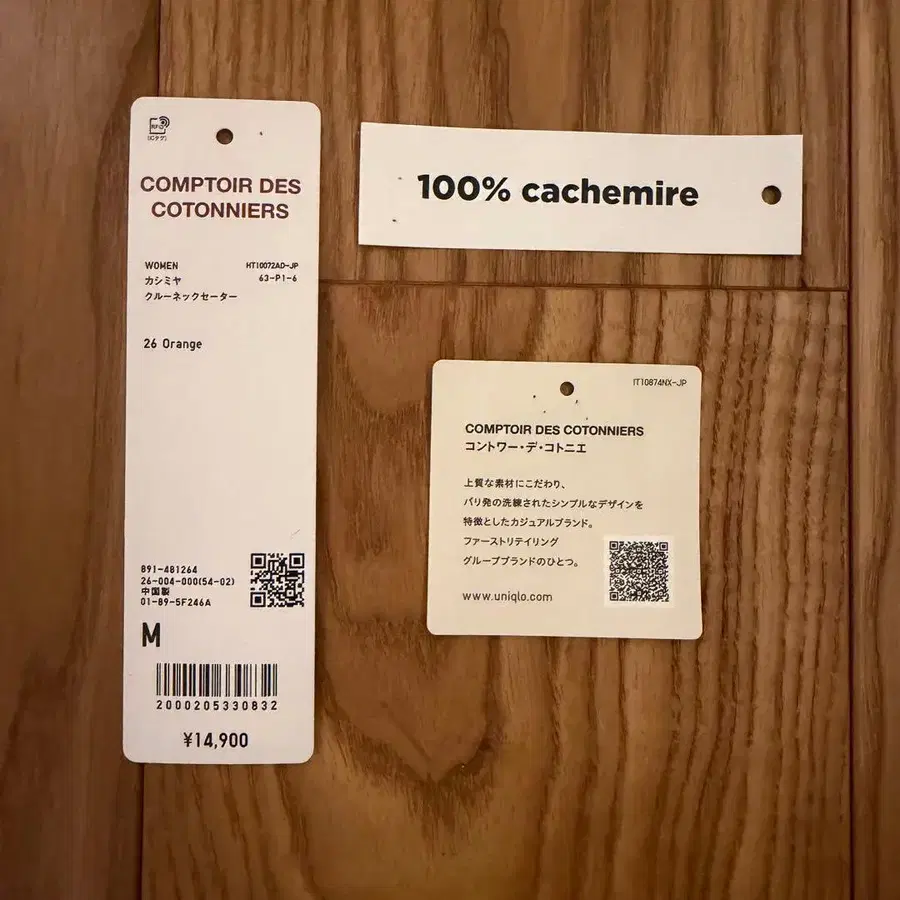 RFID
(ICタグ)
COMPTOIR DES
COTONNIERS
WOMEN HT10072AD-JP
カシミヤ 63-P1-6
クルーネックセーター
26 Orange
891-481264
26-004-000(54-02)
中国製
01-89-5F246A
M
2000205330832
¥14,900
100% cachemire
IT10874NX-JP
COMPTOIR DES COTONNIERS
コントワー・デ・コトニエ
上質な素材にこだわり、
パリ発の洗練されたシンプルなデザインを
特徴としたカジュアルブランド。
ファーストリテイリング
グループブランドのひとつ。
www.uniqlo.com